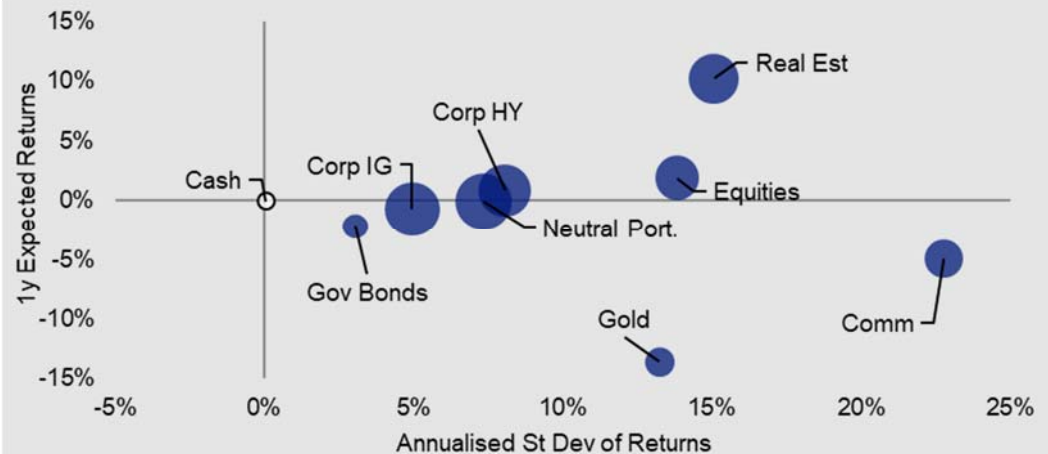 15%
10%
5%
0%
-5%
-10%
-15%
1y Expected Returns
Real Est
Corp HY
Corp IG
Cash
Equities
Neutral Port.
Gov Bonds
Gold
Comm
-5%
0%
5%
10%
15%
20%
25%
Annualised St Dev of Returns